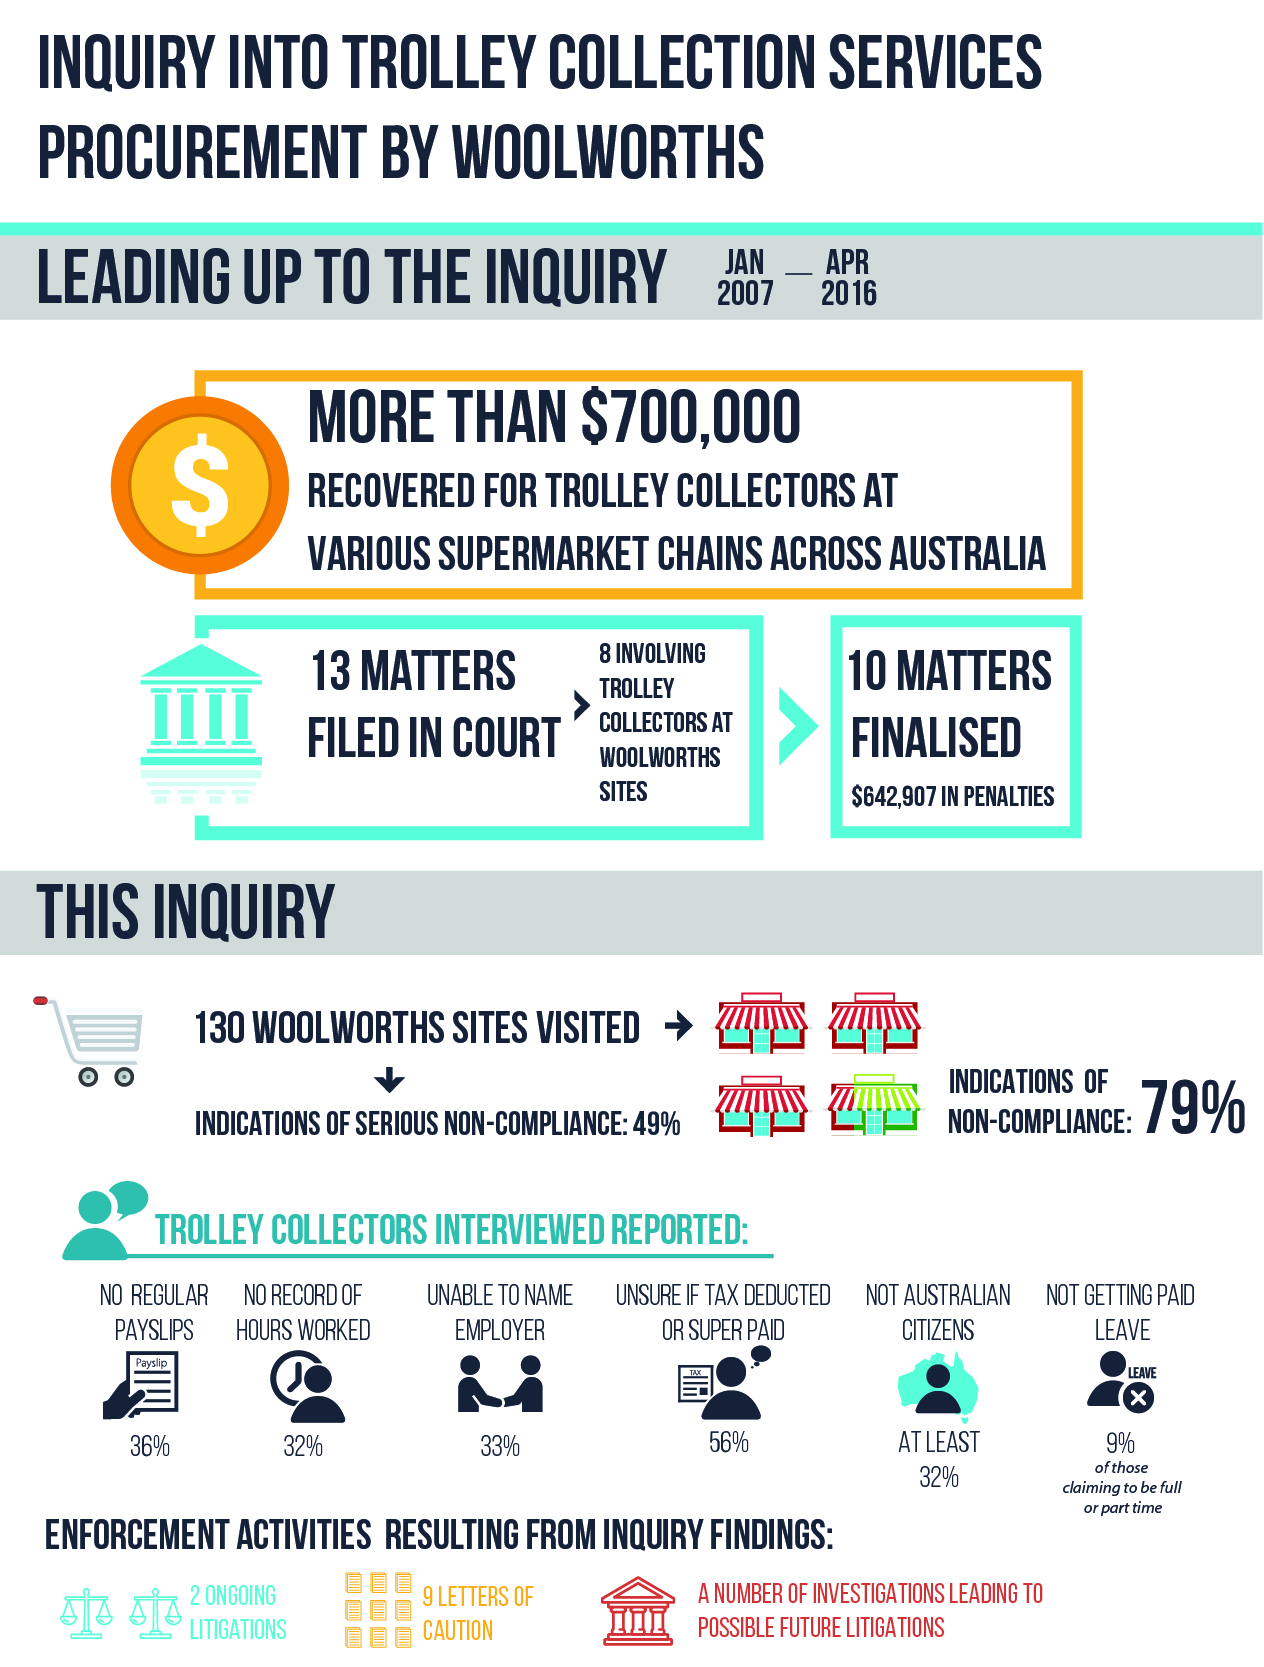 INQUIRY INTO TROLLEY COLLECTION SERVICES
PROCUREMENT BY WOOLWORTHS
LEADING UP TO THE INQUIRY
JAN 2007 — APR 2016
$
MORE THAN $700,000
RECOVERED FOR TROLLEY COLLECTORS AT
VARIOUS SUPERMARKET CHAINS ACROSS AUSTRALIA
13 MATTERS
FILED IN COURT
8 INVOLVING
TROLLEY
COLLECTORS AT
WOOLWORTHS
SITES
10 MATTERS
FINALISED
$642,907 IN PENALTIES
THIS INQUIRY
130 WOOLWORTHS SITES VISITED
INDICATIONS OF SERIOUS NON-COMPLIANCE: 49%
INDICATIONS OF
NON-COMPLIANCE: 79%
TROLLEY COLLECTORS INTERVIEWED REPORTED:
NO REGULAR
PAYSLIPS
Payslip
36%
NO RECORD OF
HOURS WORKED
32%
UNABLE TO NAME
EMPLOYER
33%
UNSURE IF TAX DEDUCTED
OR SUPER PAID
TAX
56%
NOT AUSTRALIAN
CITIZENS
AT LEAST
32%
NOT GETTING PAID
LEAVE
LEAVE
9%
of those
claiming to be full
or part time
ENFORCEMENT ACTIVITIES RESULTING FROM INQUIRY FINDINGS:
2 ONGOING
LITIGATIONS
9 LETTERS OF
CAUTION
A NUMBER OF INVESTIGATIONS LEADING TO
POSSIBLE FUTURE LITIGATIONS